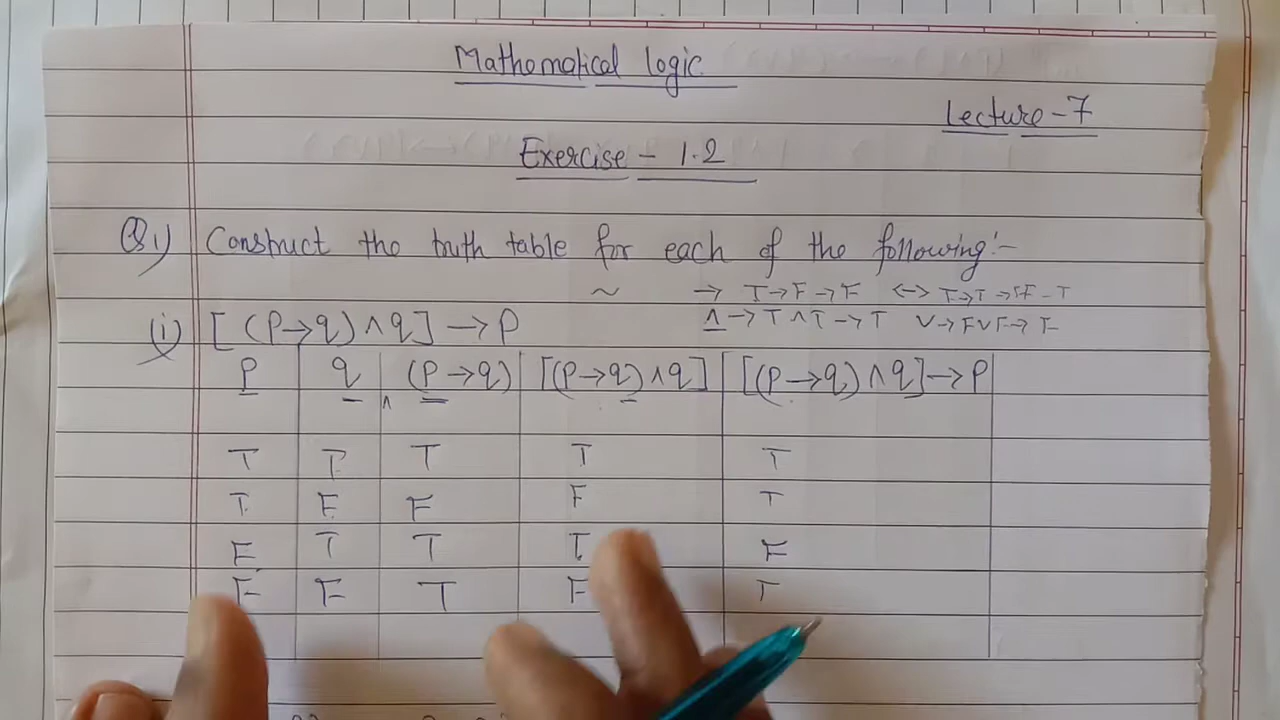 Mathematical logic
Lecture-7
Exercise - 1.2
Q1) Construct the truth table for each of the following:-
~ → T→F→F ↔ T→T→FF-T
(i) [(P→q)∧q]→P ∧→T∧T→T ∨→F∨F→F
P q ∧ (P→q) [(P→q)∧q] [(P→q)∧q]→P
T T T T T
T F F F T
F T T T F
F F T F T